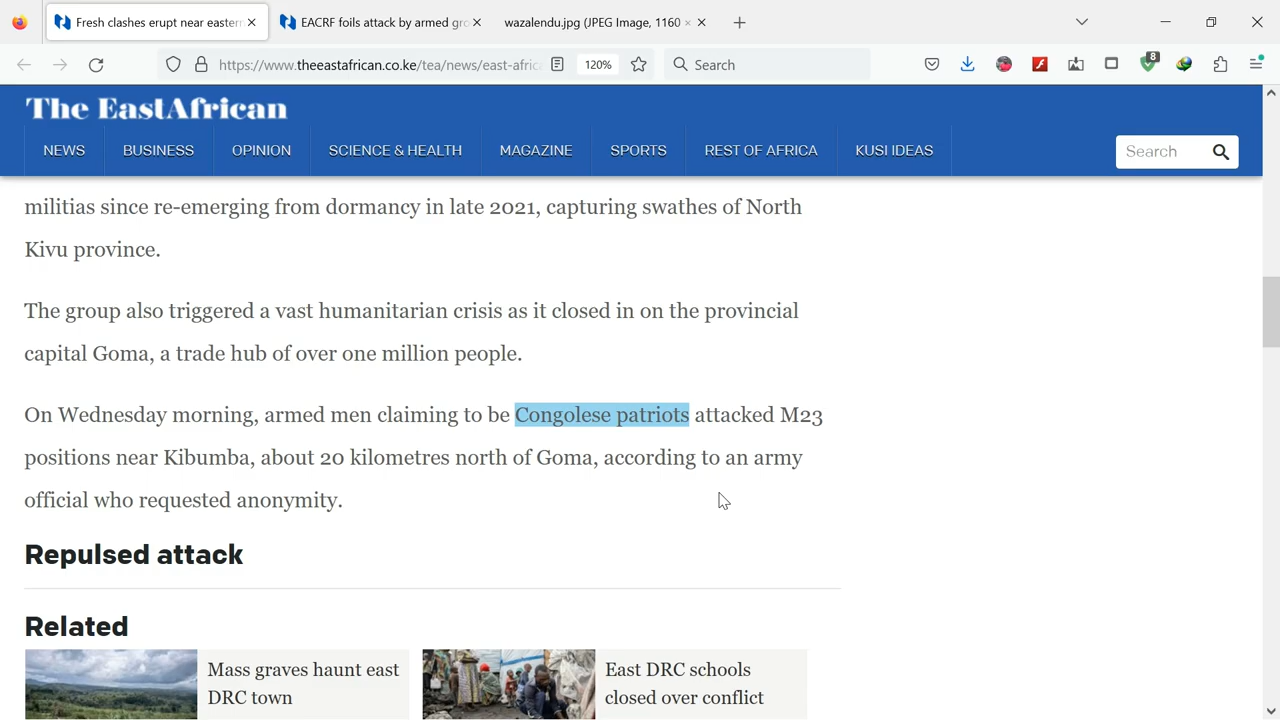 Fresh clashes erupt near eastern
EACRF foils attack by armed gro
wazalendu.jpg (JPEG Image, 1160 ×
https://www.theeastafrican.co.ke/tea/news/east-afric
120%
Search
8
The EastAfrican
NEWS
BUSINESS
OPINION
SCIENCE & HEALTH
MAGAZINE
SPORTS
REST OF AFRICA
KUSI IDEAS
Search
militias since re-emerging from dormancy in late 2021, capturing swathes of North
Kivu province.
The group also triggered a vast humanitarian crisis as it closed in on the provincial
capital Goma, a trade hub of over one million people.
On Wednesday morning, armed men claiming to be Congolese patriots attacked M23
positions near Kibumba, about 20 kilometres north of Goma, according to an army
official who requested anonymity.
Repulsed attack
Related
Mass graves haunt east
DRC town
East DRC schools
closed over conflict